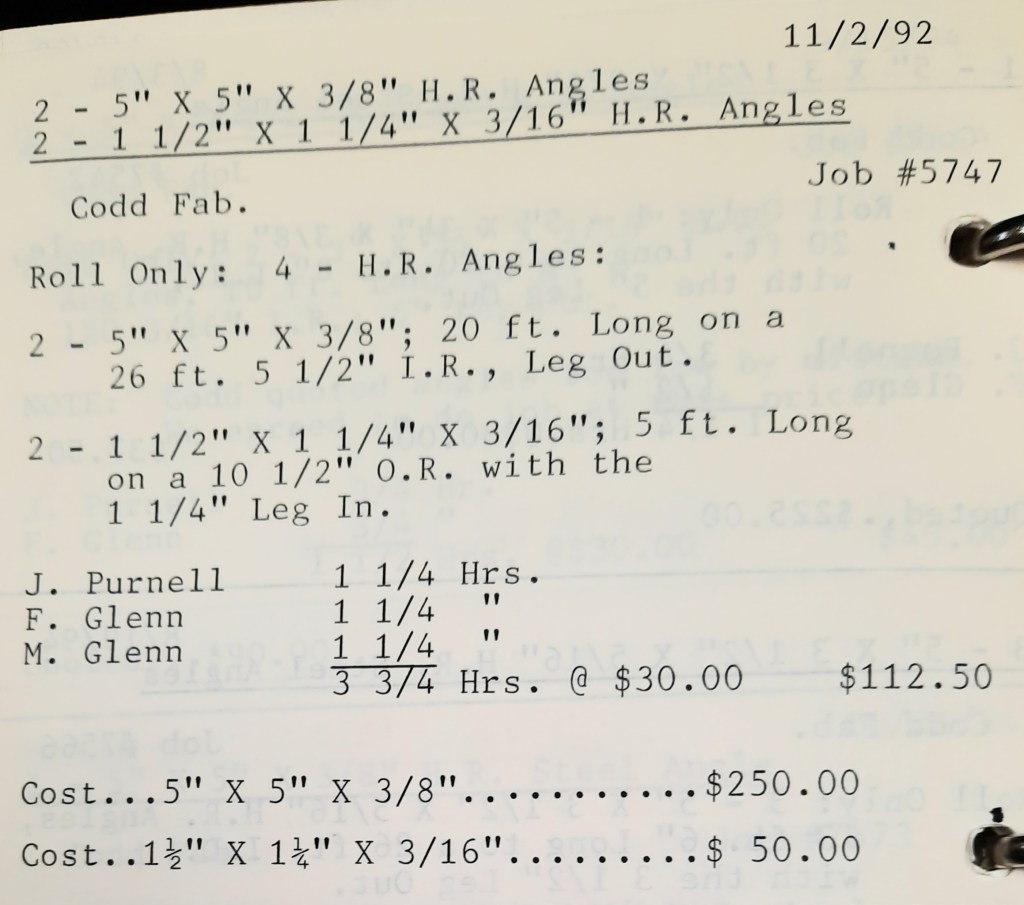 11/2/92
2 - 5" X 5" X 3/8" H.R. Angles
2 - 1 1/2" X 1 1/4" X 3/16" H.R. Angles
Job #5747
Codd Fab.
Roll Only: 4 - H.R. Angles:
2 - 5" X 5" X 3/8"; 20 ft. Long on a
26 ft. 5 1/2" I.R., Leg Out.
2 - 1 1/2" X 1 1/4" X 3/16"; 5 ft. Long
on a 10 1/2" O.R. with the
1 1/4" Leg In.
J. Purnell 1 1/4 Hrs.
F. Glenn 1 1/4 "
M. Glenn 1 1/4 "
3 3/4 Hrs. @ $30.00 $112.50
Cost...5" X 5" X 3/8"...........$250.00
Cost..1½" X 1¼" X 3/16".........$ 50.00